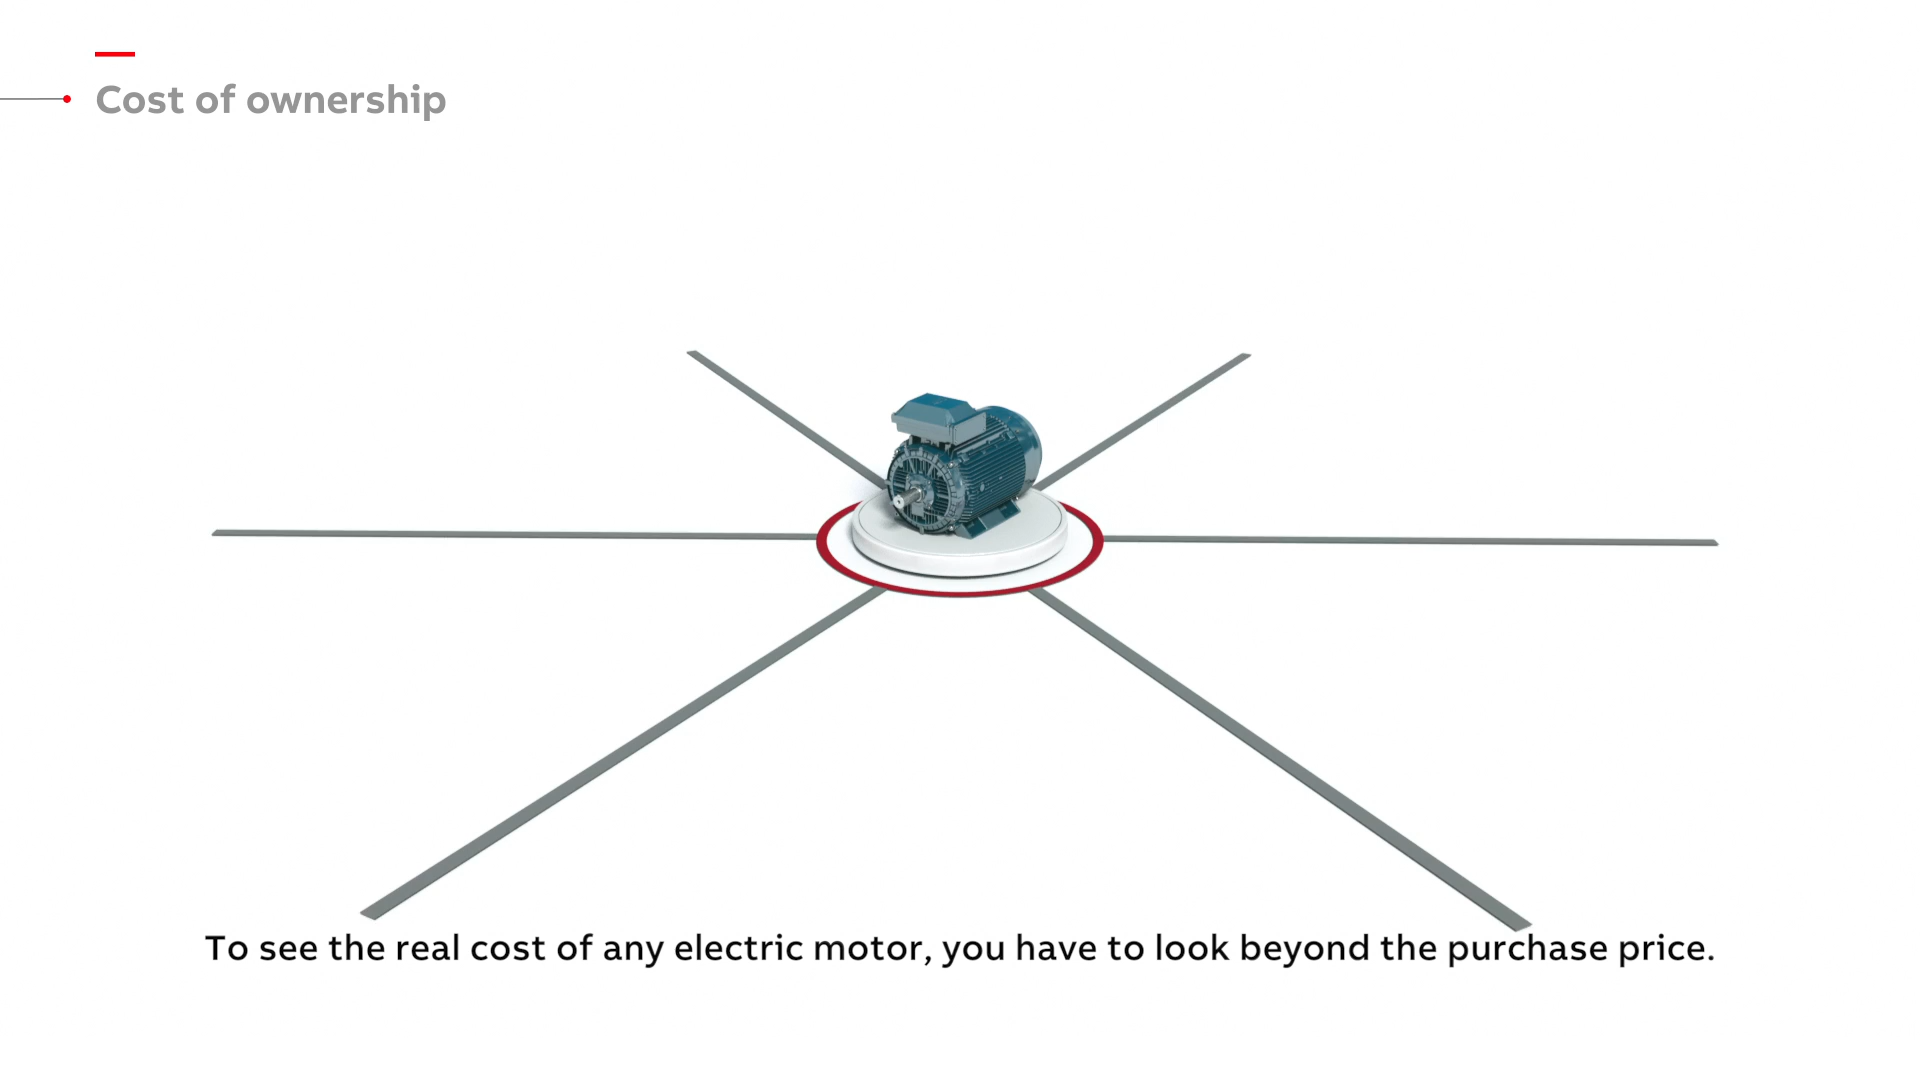 Cost of ownership
To see the real cost of any electric motor, you have to look beyond the purchase price.